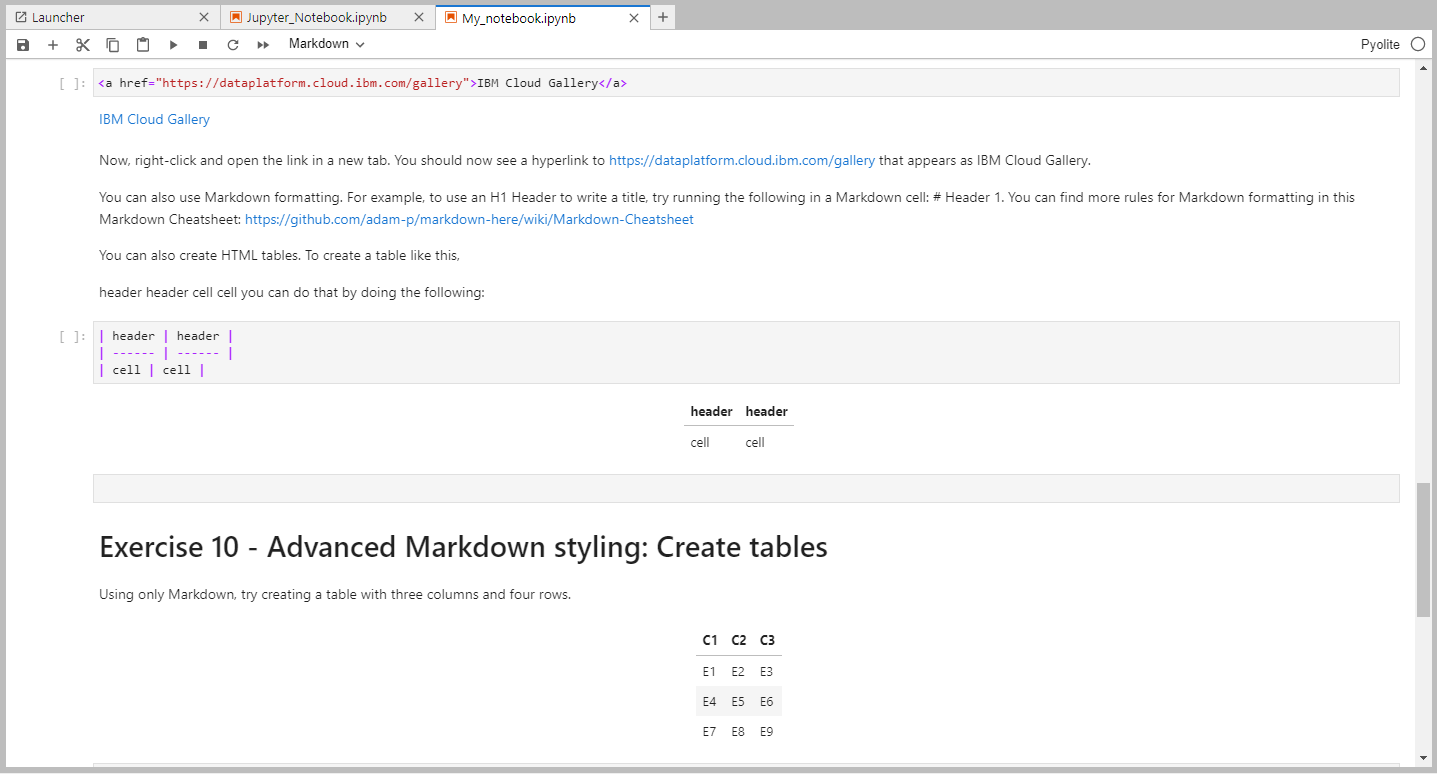 Launcher
Jupyter_Notebook.ipynb
My_notebook.ipynb
Markdown
Pyolite
[ ]: <a href="https://dataplatform.cloud.ibm.com/gallery">IBM Cloud Gallery</a>
IBM Cloud Gallery
Now, right-click and open the link in a new tab. You should now see a hyperlink to https://dataplatform.cloud.ibm.com/gallery that appears as IBM Cloud Gallery.
You can also use Markdown formatting. For example, to use an H1 Header to write a title, try running the following in a Markdown cell: # Header 1. You can find more rules for Markdown formatting in this
Markdown Cheatsheet: https://github.com/adam-p/markdown-here/wiki/Markdown-Cheatsheet
You can also create HTML tables. To create a table like this,
header header cell cell you can do that by doing the following:
[ ]: | header | header |
| ------ | ------ |
| cell | cell |
header header
cell cell
Exercise 10 - Advanced Markdown styling: Create tables
Using only Markdown, try creating a table with three columns and four rows.
C1 C2 C3
E1 E2 E3
E4 E5 E6
E7 E8 E9